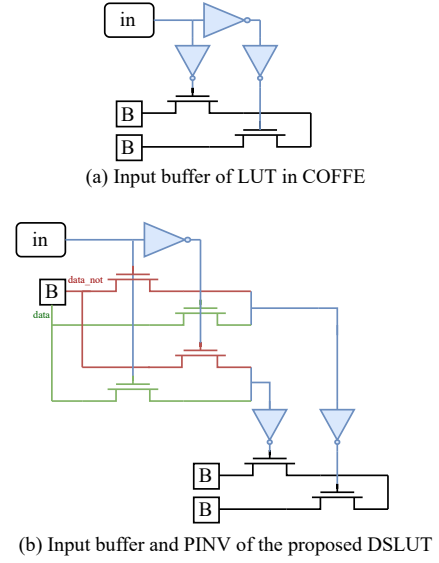 in
B
B
(a) Input buffer of LUT in COFFE
in
data_not
B
data
B
B
(b) Input buffer and PINV of the proposed DSLUT